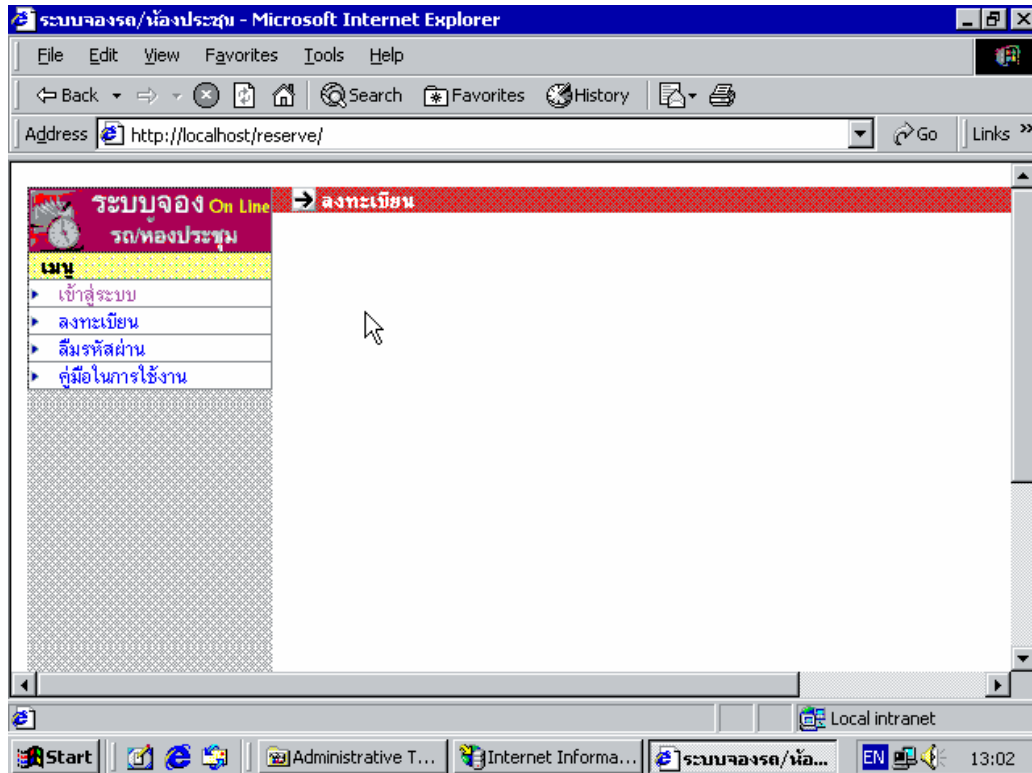 ระบบจองรถ/ห้องประชุม - Microsoft Internet Explorer
File Edit View Favorites Tools Help
Back Search Favorites History
Address http://localhost/reserve/ Go Links »
ระบบจอง On Line
รถ/ห้องประชุม
ลงทะเบียน
เมนู
เข้าสู่ระบบ
ลงทะเบียน
ลืมรหัสผ่าน
คู่มือในการใช้งาน
Local intranet
Start Administrative T... Internet Informa... ระบบจองรถ/ห้อ... EN 13:02